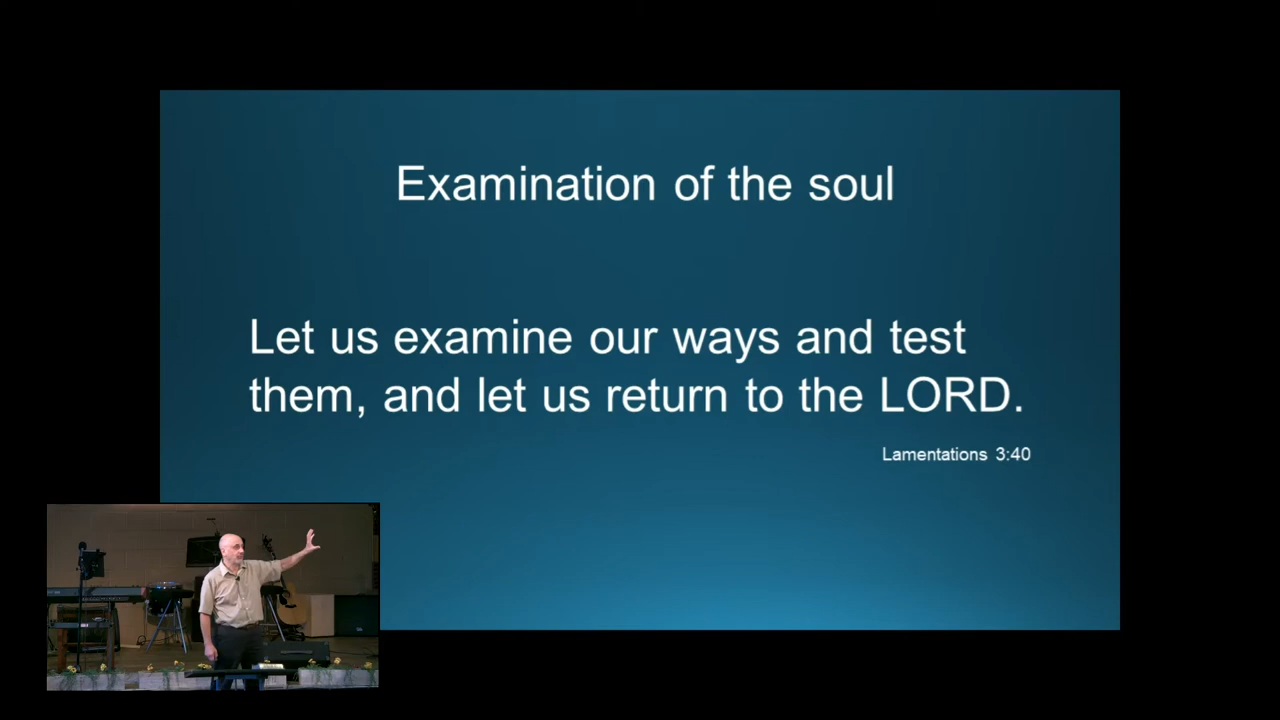 Examination of the soul
Let us examine our ways and test
them, and let us return to the LORD.
Lamentations 3:40